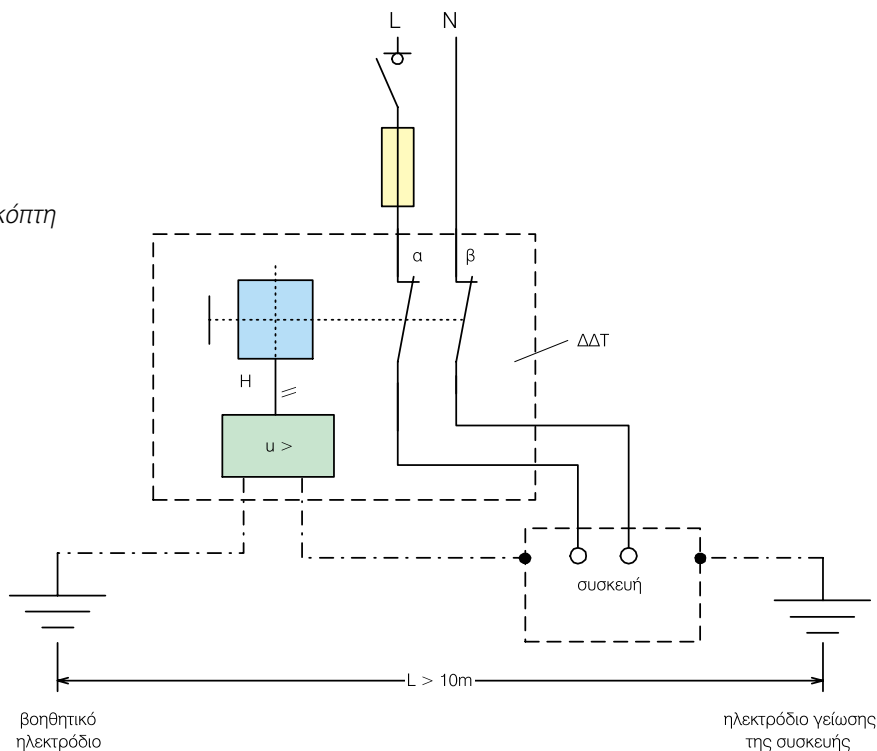 L N
κόπτη
α β
ΔΔΤ
H
u >
συσκευή
L > 10m
βοηθητικό
ηλεκτρόδιο
ηλεκτρόδιο γείωσης
της συσκευής